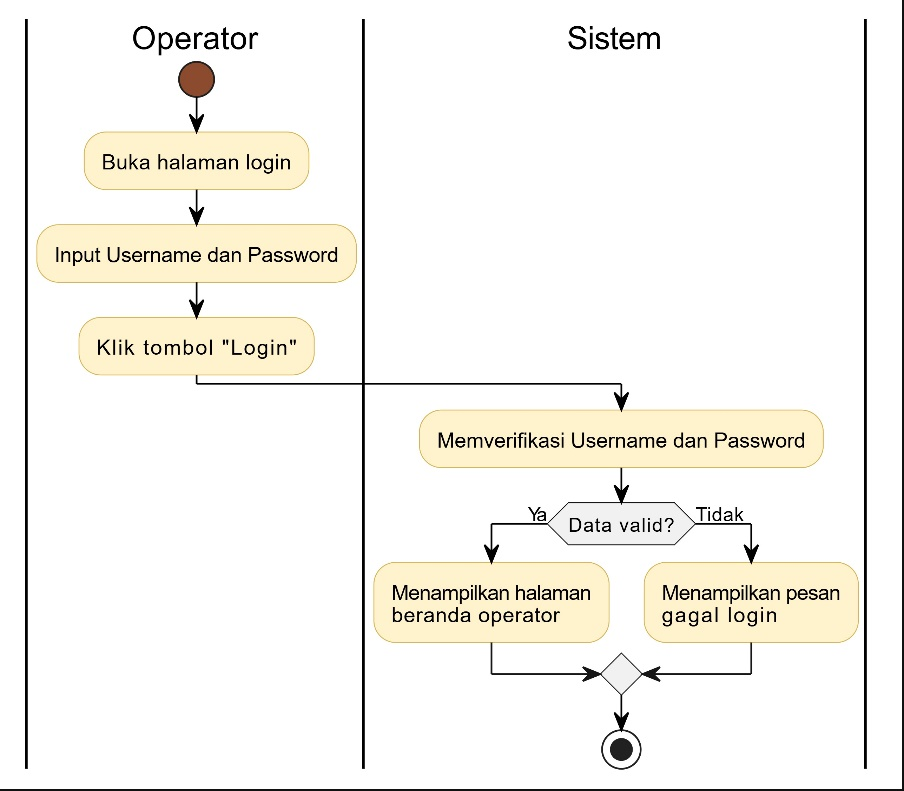 Operator
Sistem
Buka halaman login
Input Username dan Password
Klik tombol "Login"
Memverifikasi Username dan Password
Data valid?
Ya
Tidak
Menampilkan halaman
beranda operator
Menampilkan pesan
gagal login